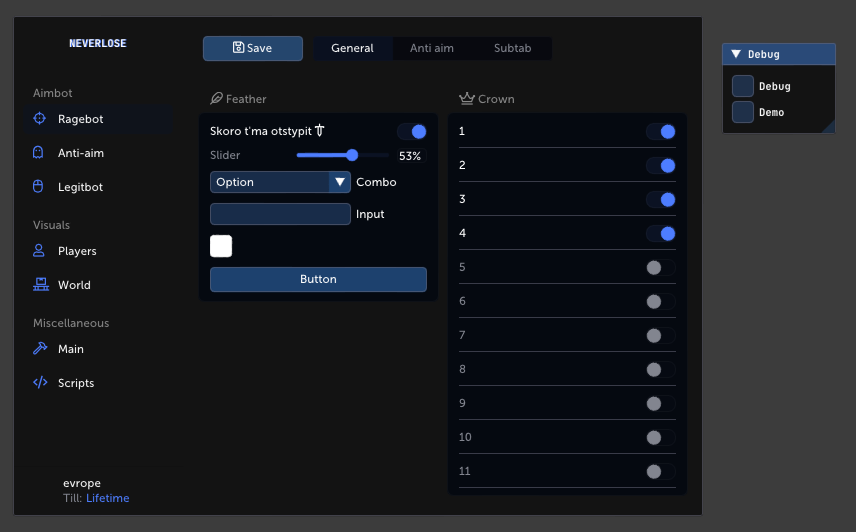 NEVERLOSE
Save
General
Anti aim
Subtab
Aimbot
Ragebot
Anti-aim
Legitbot
Visuals
Players
World
Miscellaneous
Main
Scripts
evrope
Till: Lifetime
Feather
Skoro t'ma otstypit
Slider 53%
Option Combo
Input
Button
Crown
1
2
3
4
5
6
7
8
9
10
11
Debug
Debug
Demo